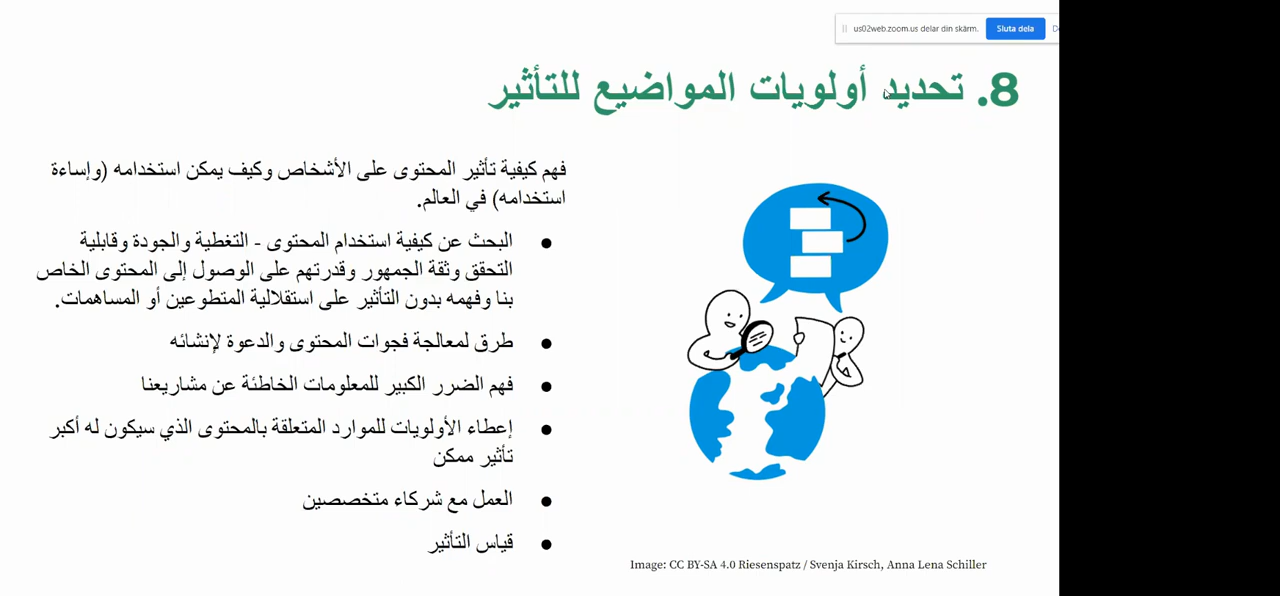 us02web.zoom.us delar din skärm.
Sluta dela
8. تحديد أولويات المواضيع للتأثير
فهم كيفية تأثير المحتوى على الأشخاص وكيف يمكن استخدامه (وإساءة
استخدامه) في العالم.
● البحث عن كيفية استخدام المحتوى - التغطية والجودة وقابلية
التحقق وثقة الجمهور وقدرتهم على الوصول إلى المحتوى الخاص
بنا وفهمه بدون التأثير على استقلالية المتطوعين أو المساهمات.
● طرق لمعالجة فجوات المحتوى والدعوة لإنشائه
● فهم الضرر الكبير للمعلومات الخاطئة عن مشاريعنا
● إعطاء الأولويات للموارد المتعلقة بالمحتوى الذي سيكون له أكبر
تأثير ممكن
● العمل مع شركاء متخصصين
● قياس التأثير
Image: CC BY-SA 4.0 Riesenspatz / Svenja Kirsch, Anna Lena Schiller